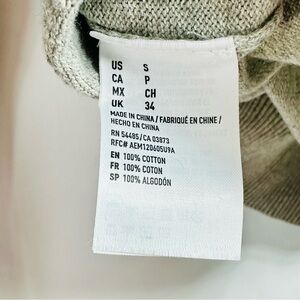 US S
CA P
MX CH
UK 34
MADE IN CHINA / FABRIQUÉ EN CHINE /
HECHO EN CHINA
RN 54485/CA 03873
RFC# AEM120605U9A
EN 100% COTTON
FR 100% COTON
SP 100% ALGODÓN